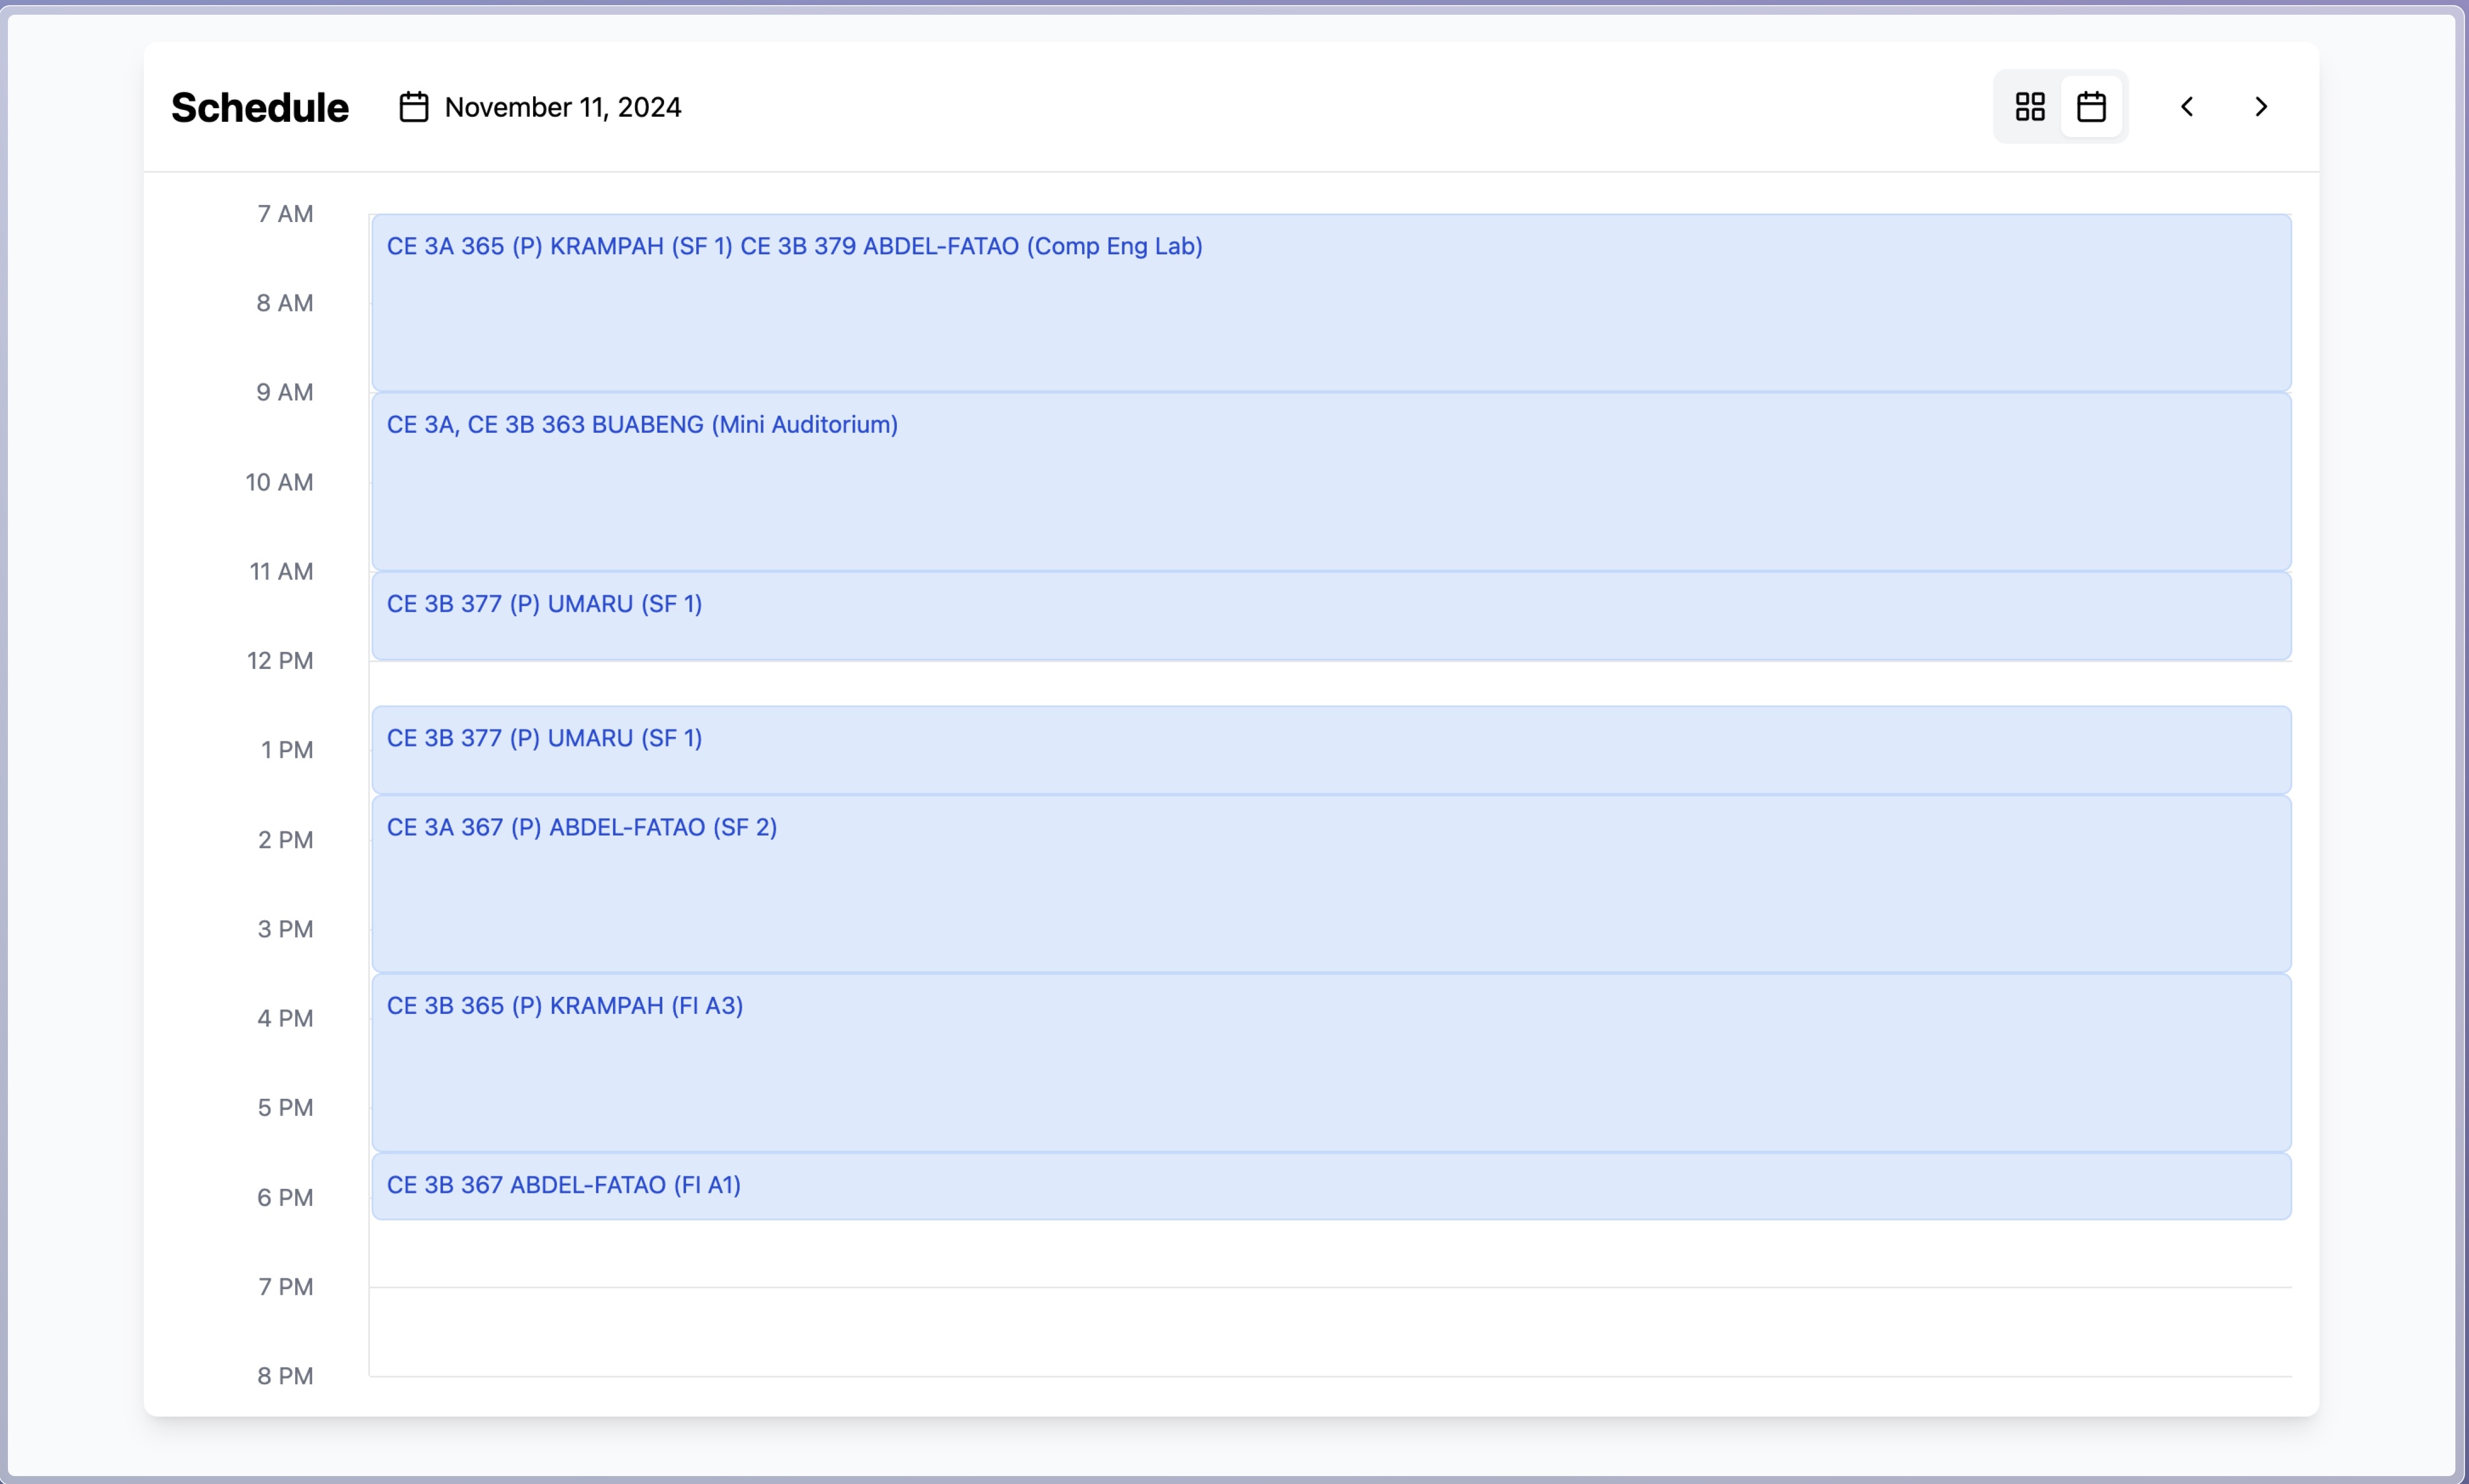 Schedule
November 11, 2024
7 AM
CE 3A 365 (P) KRAMPAH (SF 1) CE 3B 379 ABDEL-FATAO (Comp Eng Lab)
8 AM
9 AM
CE 3A, CE 3B 363 BUABENG (Mini Auditorium)
10 AM
11 AM
CE 3B 377 (P) UMARU (SF 1)
12 PM
CE 3B 377 (P) UMARU (SF 1)
1 PM
CE 3A 367 (P) ABDEL-FATAO (SF 2)
2 PM
3 PM
CE 3B 365 (P) KRAMPAH (FI A3)
4 PM
5 PM
CE 3B 367 ABDEL-FATAO (FI A1)
6 PM
7 PM
8 PM